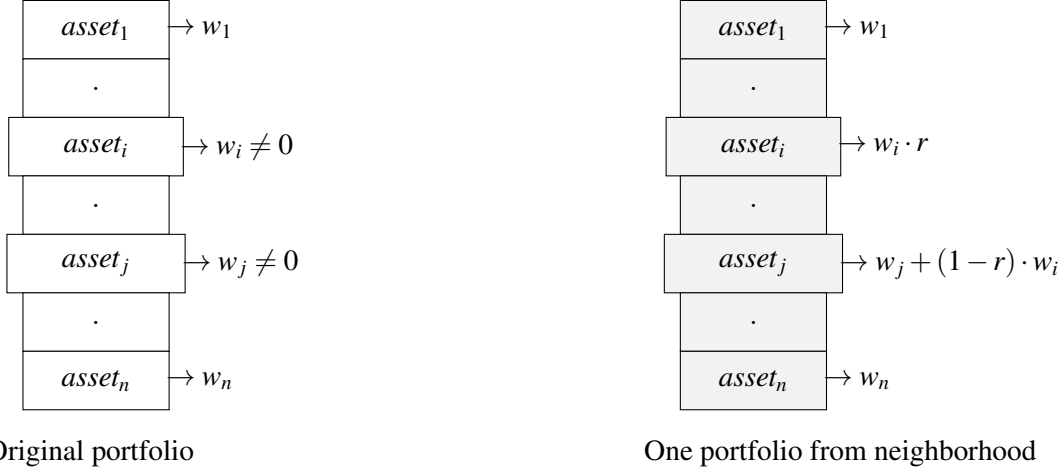 asset₁ → w₁
·
assetᵢ → wᵢ ≠ 0
·
assetⱼ → wⱼ ≠ 0
·
assetₙ → wₙ
riginal portfolio
asset₁ → w₁
·
assetᵢ → wᵢ · r
·
assetⱼ → wⱼ + (1 − r) · wᵢ
·
assetₙ → wₙ
One portfolio from neighborhood